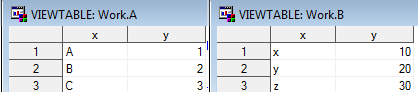 VIEWTABLE: Work.A
x y
1 A 1
2 B 2
3 C 3
VIEWTABLE: Work.B
x y
1 x 10
2 y 20
3 z 30